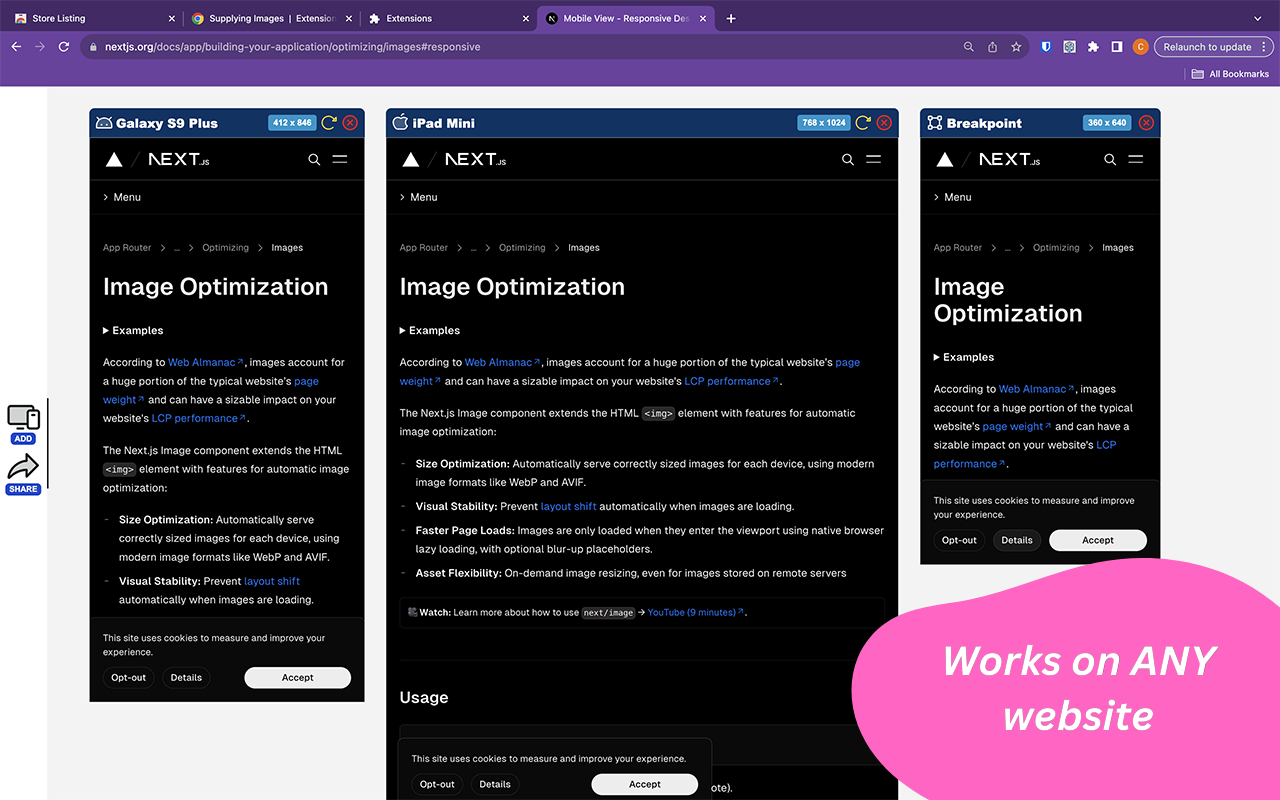 Store Listing
Supplying Images | Extension
Extensions
Mobile View - Responsive Des
nextjs.org/docs/app/building-your-application/optimizing/images#responsive
C
Relaunch to update
All Bookmarks
ADD
SHARE
Galaxy S9 Plus
412 x 846
NEXT.JS
Menu
App Router > ... > Optimizing > Images
Image Optimization
Examples
According to Web Almanac↗, images account for
a huge portion of the typical website's page
weight↗ and can have a sizable impact on your
website's LCP performance↗.
The Next.js Image component extends the HTML
<img> element with features for automatic image
optimization:
- Size Optimization: Automatically serve
correctly sized images for each device, using
modern image formats like WebP and AVIF.
- Visual Stability: Prevent layout shift
automatically when images are loading.
This site uses cookies to measure and improve your
experience.
Opt-out Details Accept
iPad Mini
768 x 1024
NEXT.JS
Menu
App Router > ... > Optimizing > Images
Image Optimization
Examples
According to Web Almanac↗, images account for a huge portion of the typical website's page
weight↗ and can have a sizable impact on your website's LCP performance↗.
The Next.js Image component extends the HTML <img> element with features for automatic
image optimization:
- Size Optimization: Automatically serve correctly sized images for each device, using modern
image formats like WebP and AVIF.
- Visual Stability: Prevent layout shift automatically when images are loading.
- Faster Page Loads: Images are only loaded when they enter the viewport using native browser
lazy loading, with optional blur-up placeholders.
- Asset Flexibility: On-demand image resizing, even for images stored on remote servers
Watch: Learn more about how to use next/image → YouTube (9 minutes)↗.
Usage
This site uses cookies to measure and improve your experience.
Opt-out Details Accept
ote).
Breakpoint
360 x 640
NEXT.JS
Menu
App Router > ... > Optimizing > Images
Image
Optimization
Examples
According to Web Almanac↗, images
account for a huge portion of the typical
website's page weight↗ and can have a
sizable impact on your website's LCP
performance↗.
This site uses cookies to measure and improve
your experience.
Opt-out Details Accept
Works on ANY
website